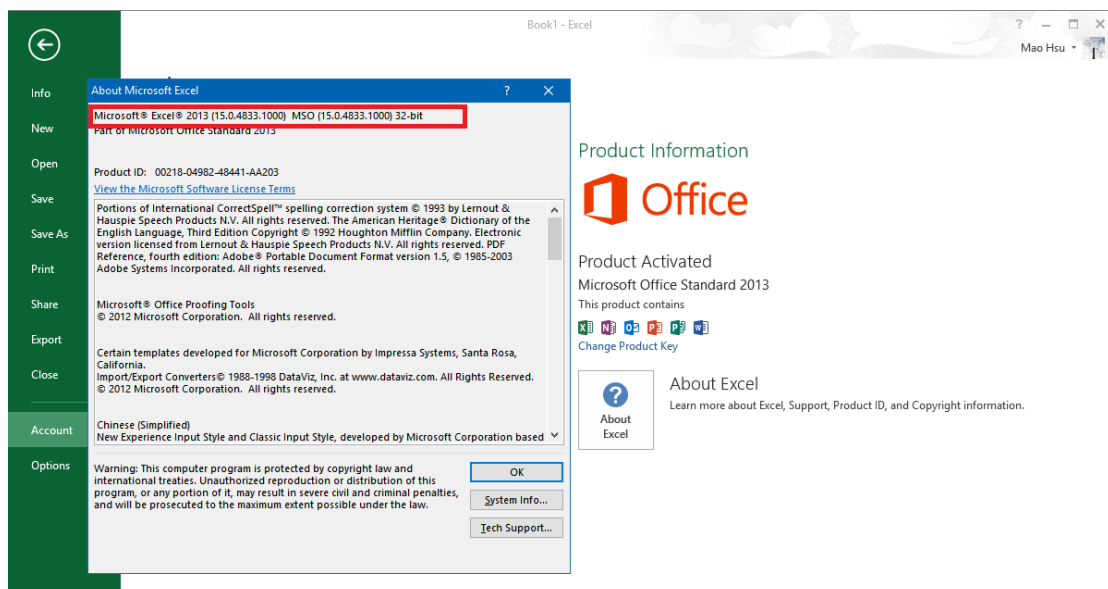 Book1 - Excel
?
Mao Hsu
Info
New
Open
Save
Save As
Print
Share
Export
Close
Account
Options
About Microsoft Excel
?
Microsoft® Excel® 2013 (15.0.4833.1000) MSO (15.0.4833.1000) 32-bit
Part of Microsoft Office Standard 2013
Product ID: 00218-04982-48441-AA203
View the Microsoft Software License Terms
Portions of International CorrectSpell™ spelling correction system © 1993 by Lernout &
Hauspie Speech Products N.V. All rights reserved. The American Heritage® Dictionary of the
English Language, Third Edition Copyright © 1992 Houghton Mifflin Company. Electronic
version licensed from Lernout & Hauspie Speech Products N.V. All rights reserved. PDF
Reference, fourth edition: Adobe® Portable Document Format version 1.5, © 1985-2003
Adobe Systems Incorporated. All rights reserved.
Microsoft® Office Proofing Tools
© 2012 Microsoft Corporation. All rights reserved.
Certain templates developed for Microsoft Corporation by Impressa Systems, Santa Rosa,
California.
Import/Export Converters© 1988-1998 DataViz, Inc. at www.dataviz.com. All Rights Reserved.
© 2012 Microsoft Corporation. All rights reserved.
Chinese (Simplified)
New Experience Input Style and Classic Input Style, developed by Microsoft Corporation based
Warning: This computer program is protected by copyright law and
international treaties. Unauthorized reproduction or distribution of this
program, or any portion of it, may result in severe civil and criminal penalties,
and will be prosecuted to the maximum extent possible under the law.
OK
System Info...
Tech Support...
Product Information
Office
Product Activated
Microsoft Office Standard 2013
This product contains
Change Product Key
?
About
Excel
About Excel
Learn more about Excel, Support, Product ID, and Copyright information.